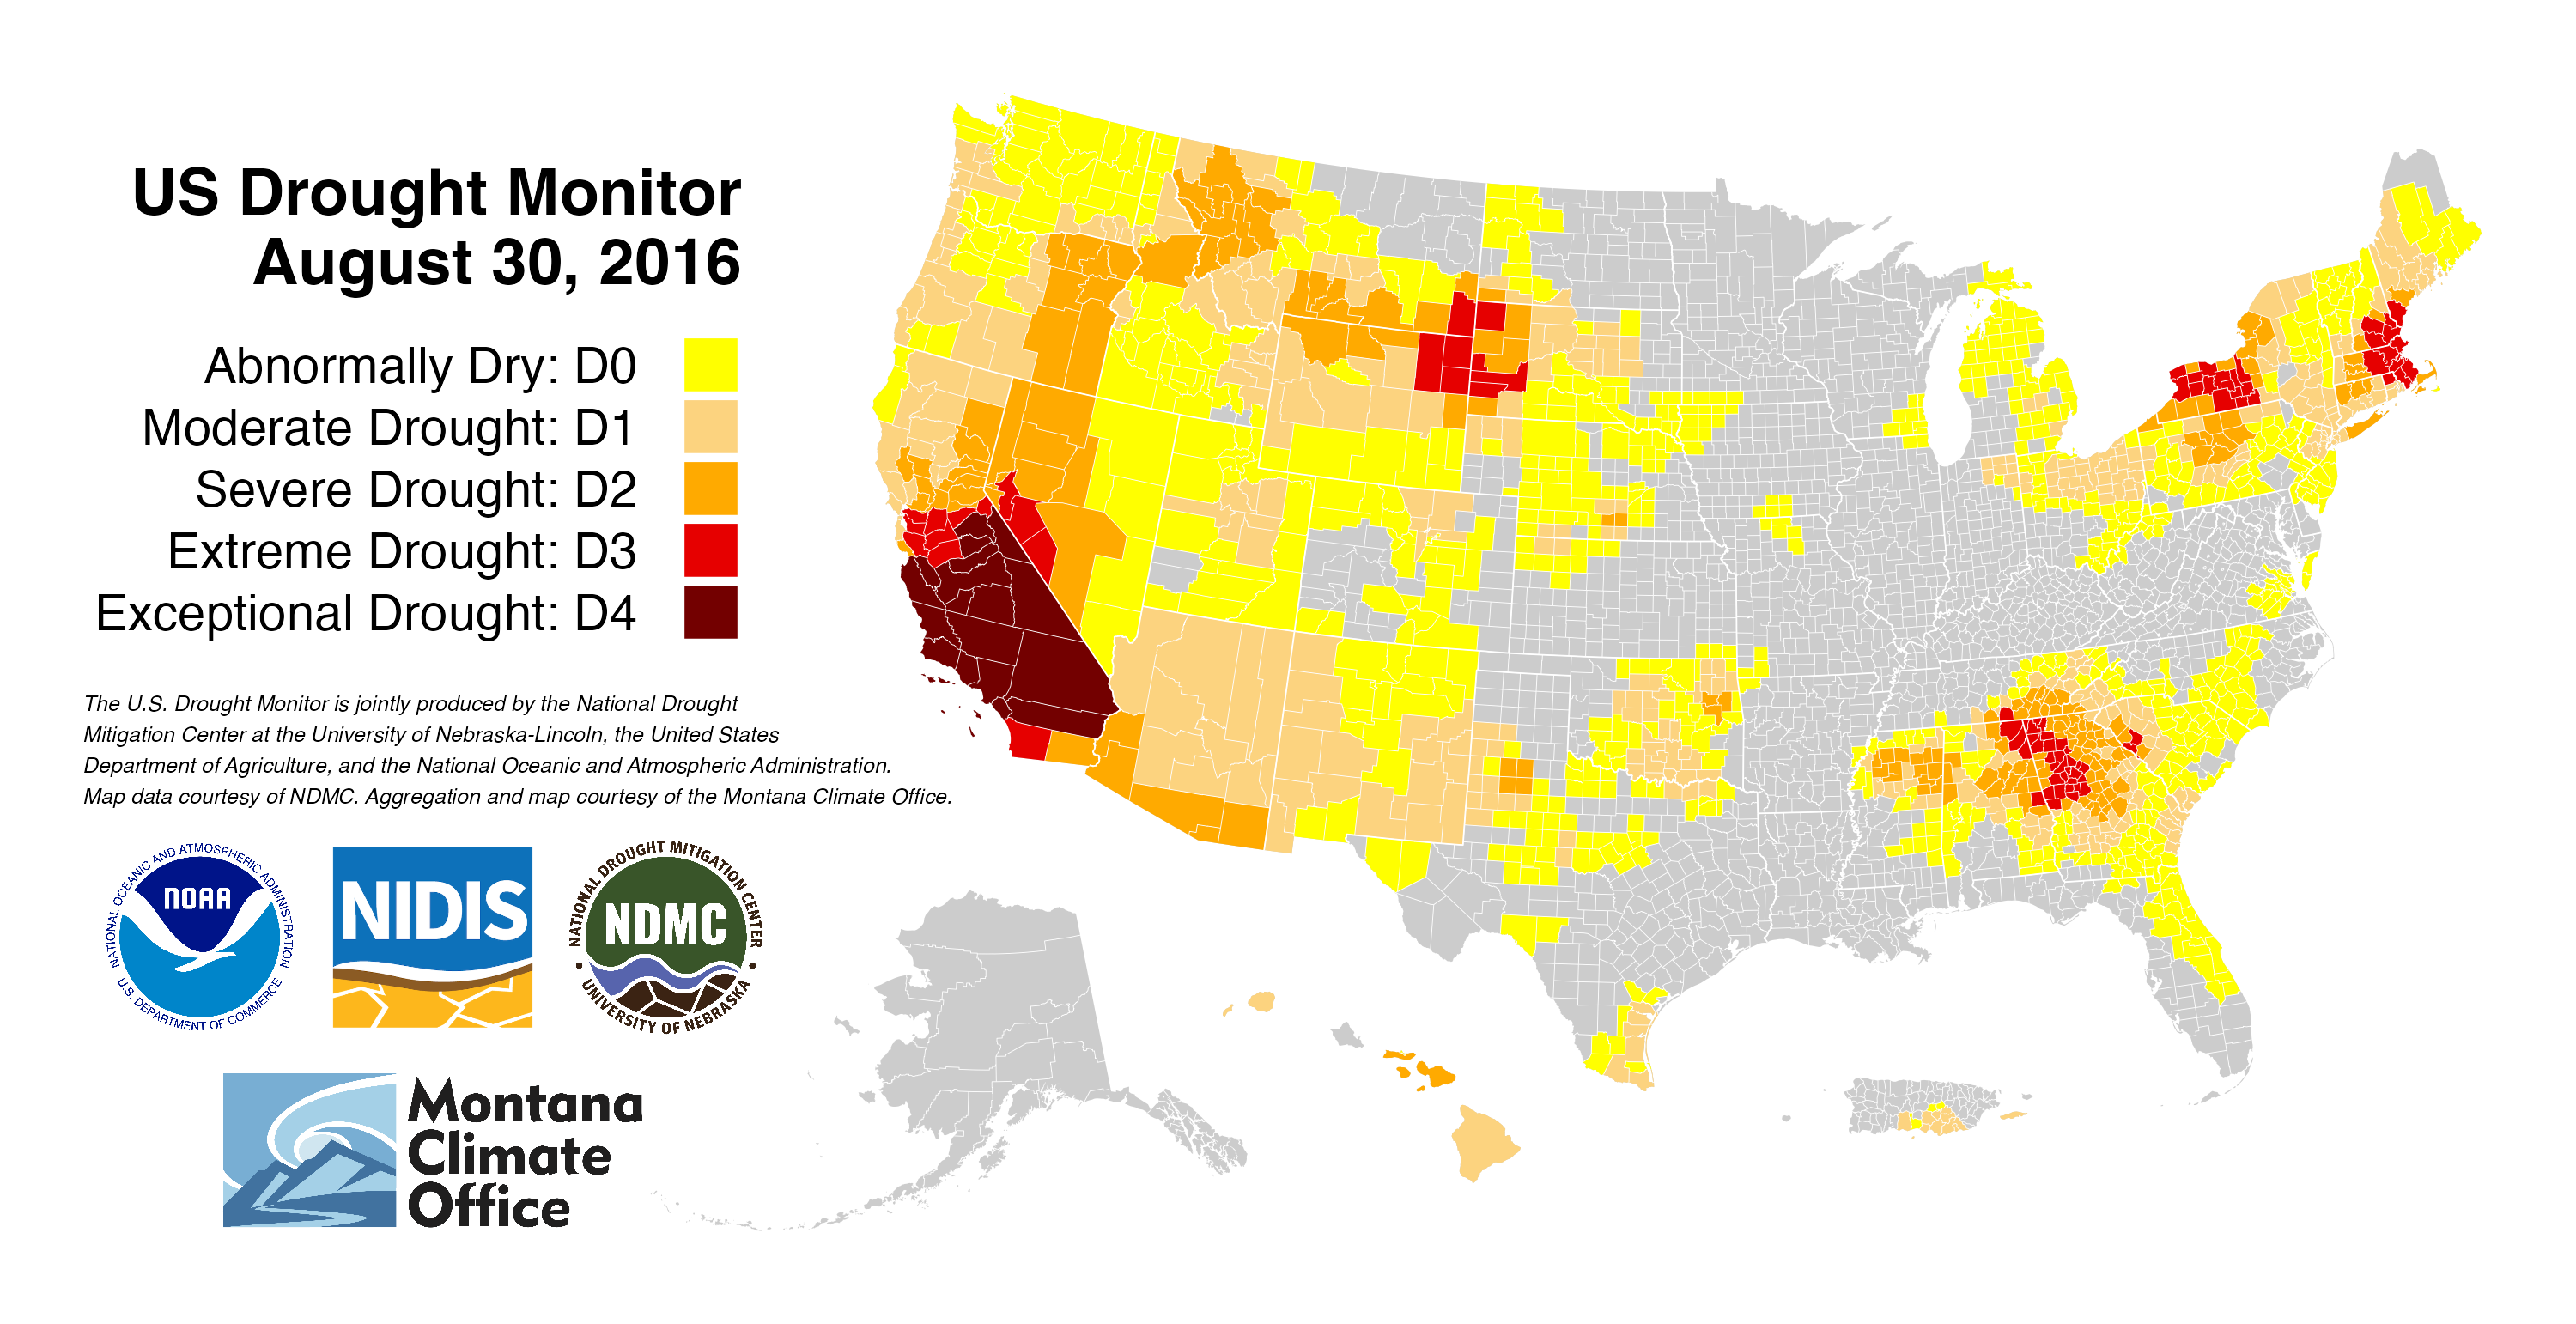 US Drought Monitor
August 30, 2016
Abnormally Dry: D0
Moderate Drought: D1
Severe Drought: D2
Extreme Drought: D3
Exceptional Drought: D4
The U.S. Drought Monitor is jointly produced by the National Drought
Mitigation Center at the University of Nebraska-Lincoln, the United States
Department of Agriculture, and the National Oceanic and Atmospheric Administration.
Map data courtesy of NDMC. Aggregation and map courtesy of the Montana Climate Office.
NATIONAL OCEANIC AND ATMOSPHERIC ADMINISTRATION
NOAA
U.S. DEPARTMENT OF COMMERCE
NIDIS
NATIONAL DROUGHT MITIGATION CENTER
NDMC
UNIVERSITY OF NEBRASKA
Montana
Climate
Office